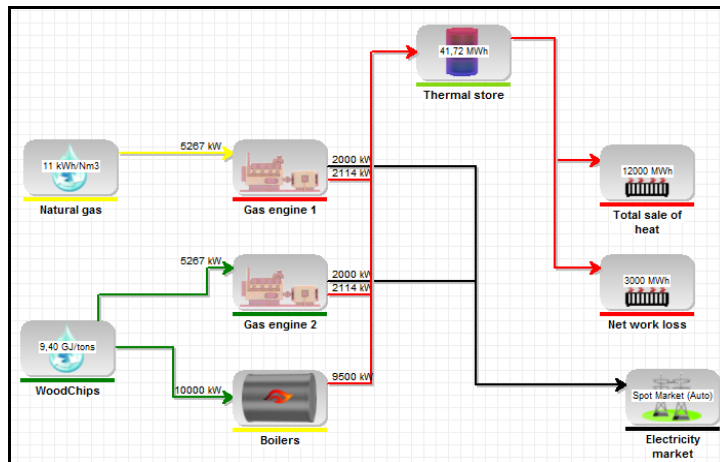 41,72 MWh
Thermal store
11 kWh/Nm3
Natural gas
5267 kW
Gas engine 1
2000 kW
2114 kW
12000 MWh
Total sale of
heat
5267 kW
Gas engine 2
2000 kW
2114 kW
3000 MWh
Net work loss
9,40 GJ/tons
WoodChips
10000 kW
Boilers
9500 kW
Spot Market (Auto)
Electricity
market